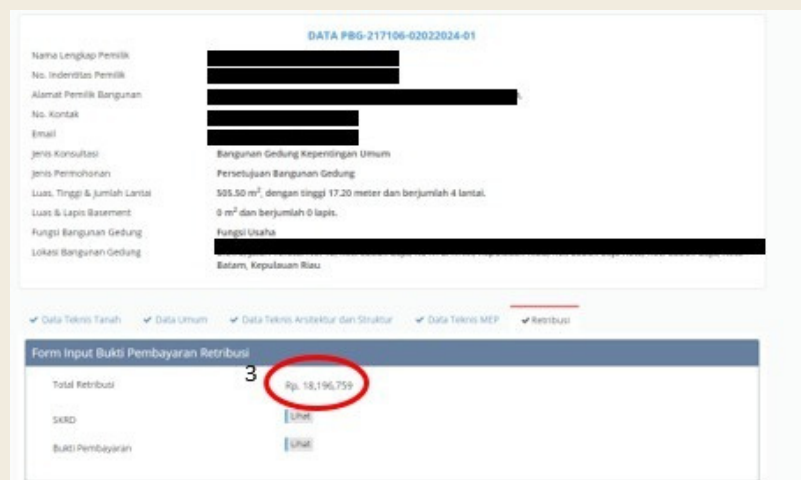 DATA PBG-217106-02022024-01
Nama Lengkap Pemilik
No. Indentitas Pemilik
Alamat Pemilik Bangunan
No. Kontak
Email
Jenis Konsultasi Bangunan Gedung Kepentingan Umum
Jenis Permohonan Persetujuan Bangunan Gedung
Luas, Tinggi & Jumlah Lantai 505.50 m², dengan tinggi 17.20 meter dan berjumlah 4 lantai.
Luas & Lapis Basement 0 m² dan berjumlah 0 lapis.
Fungsi Bangunan Gedung Fungsi Usaha
Lokasi Bangunan Gedung
Batam, Kepulauan Riau
Data Teknis Tanah Data Umum Data Teknis Arsitektur dan Struktur Data Teknis MEP Retribusi
Form Input Bukti Pembayaran Retribusi
3
Total Retribusi Rp. 18,196,759
SKRD Lihat
Bukti Pembayaran Lihat